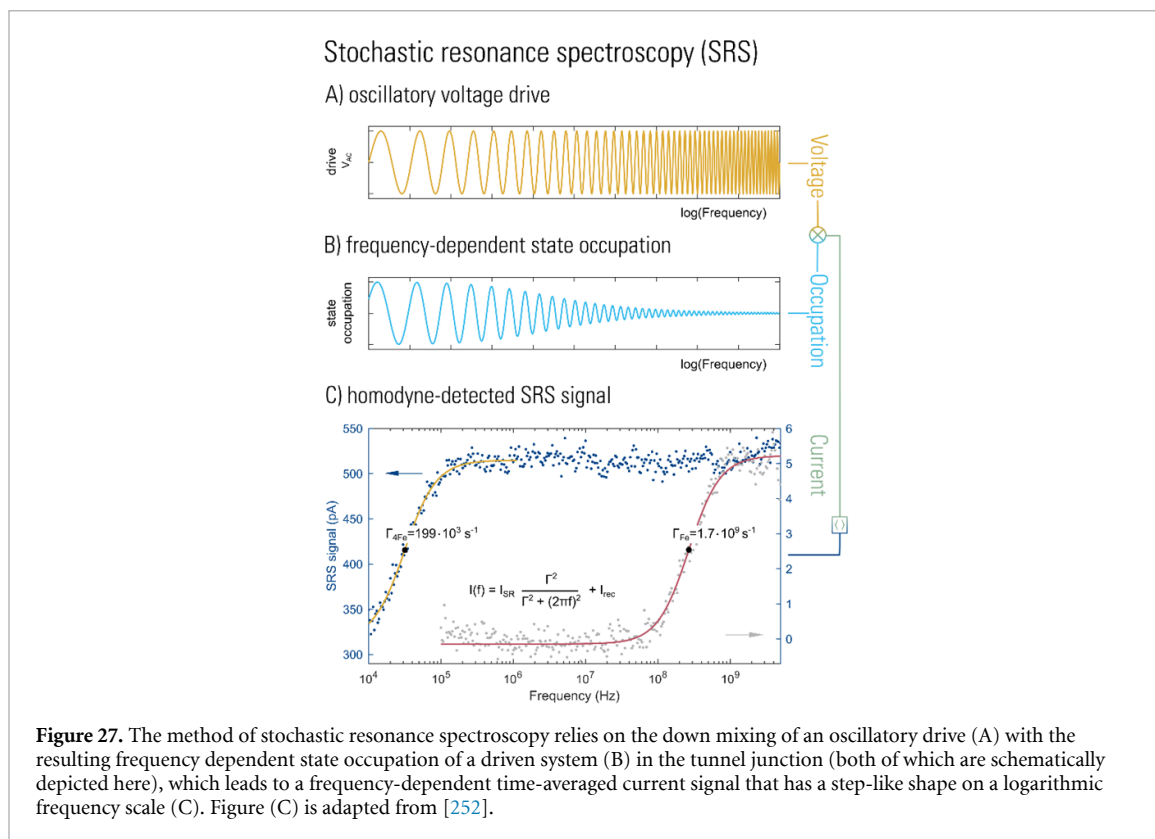 Stochastic resonance spectroscopy (SRS)
A) oscillatory voltage drive
drive
V_AC
log(Frequency)
Voltage
B) frequency-dependent state occupation
state
occupation
log(Frequency)
Occupation
C) homodyne-detected SRS signal
550
500
450
400
350
300
SRS signal (pA)
Γ_4Fe=199·10³ s⁻¹
Γ_Fe=1.7·10⁹ s⁻¹
I(f) = I_SR Γ² / (Γ² + (2πf)²) + I_rec
6
5
4
3
2
1
0
Current
⟨⟩
10⁴ 10⁵ 10⁶ 10⁷ 10⁸ 10⁹
Frequency (Hz)
Figure 27. The method of stochastic resonance spectroscopy relies on the down mixing of an oscillatory drive (A) with the
resulting frequency dependent state occupation of a driven system (B) in the tunnel junction (both of which are schematically
depicted here), which leads to a frequency-dependent time-averaged current signal that has a step-like shape on a logarithmic
frequency scale (C). Figure (C) is adapted from [252].